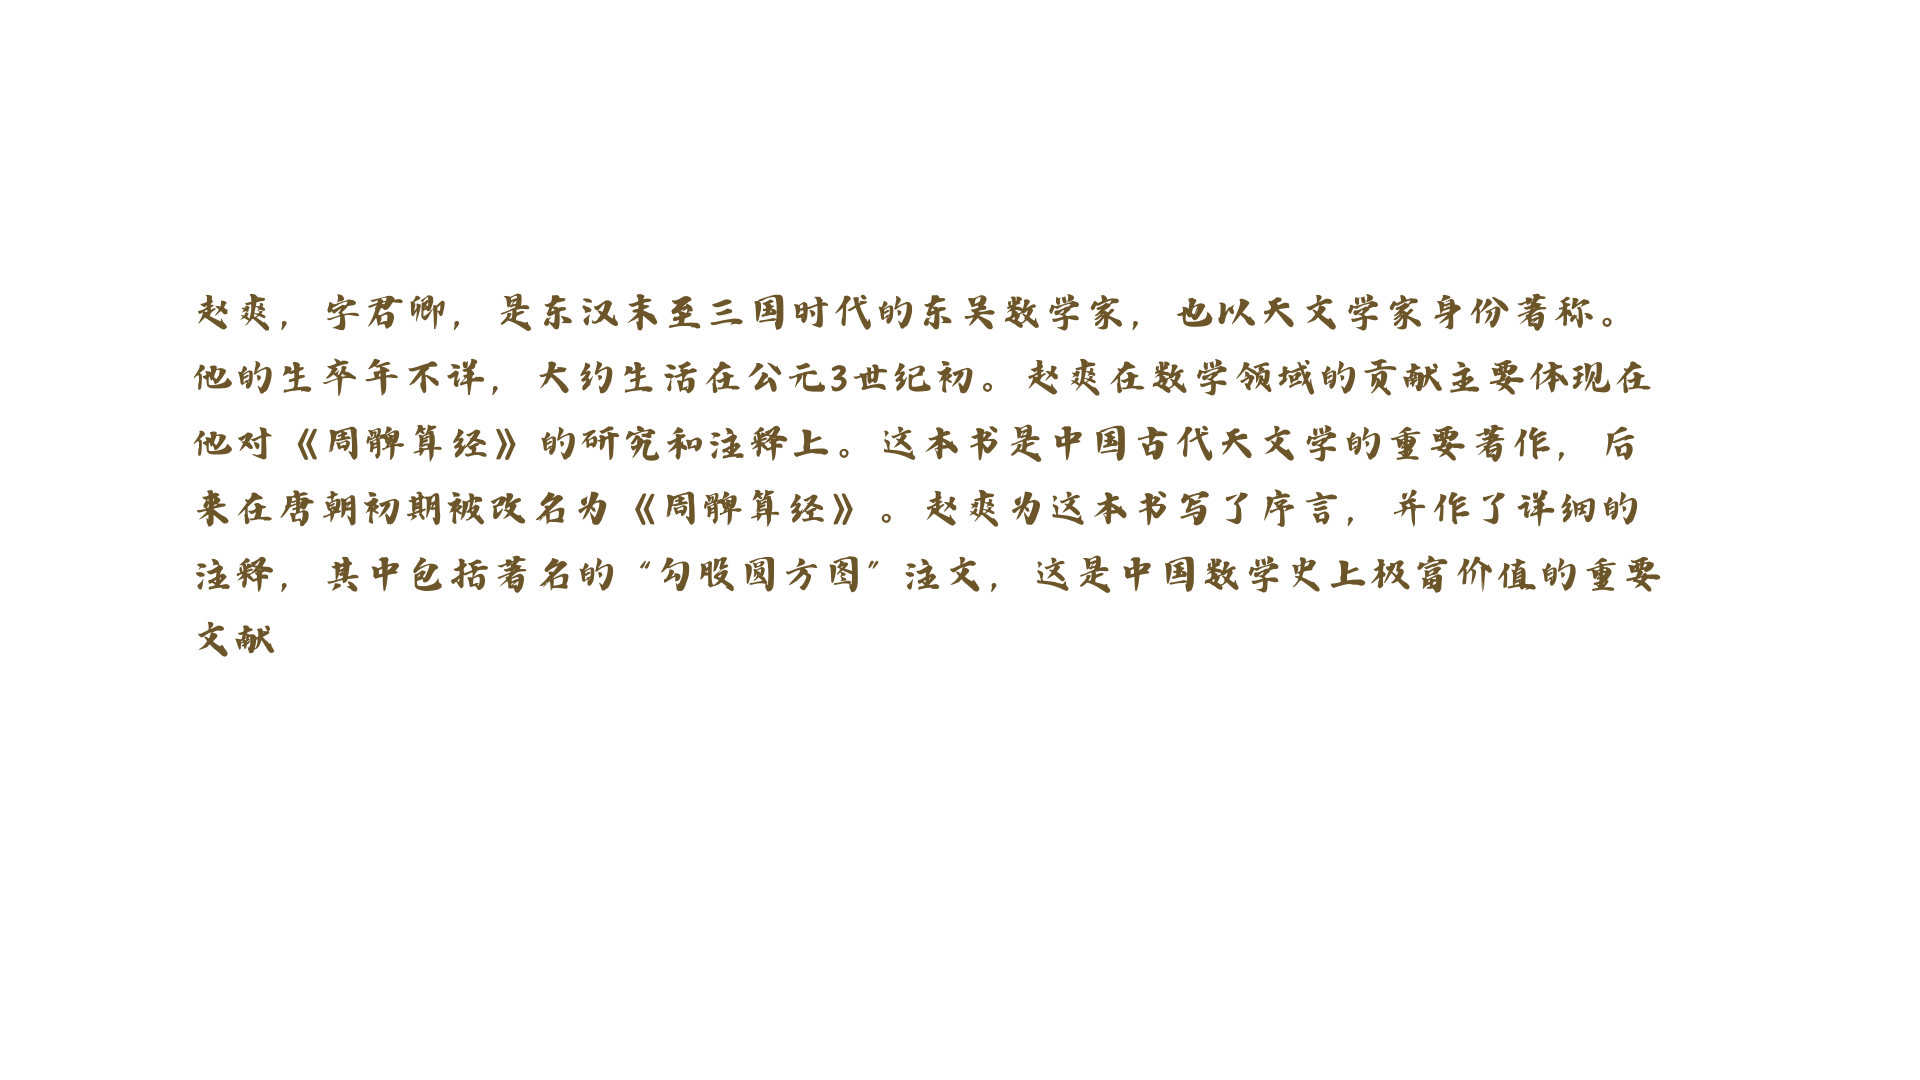 赵爽，字君卿，是东汉末至三国时代的东吴数学家，也以天文学家身份著称。
他的生卒年不详，大约生活在公元3世纪初。赵爽在数学领域的贡献主要体现在
他对《周髀算经》的研究和注释上。这本书是中国古代天文学的重要著作，后
来在唐朝初期被改名为《周髀算经》。赵爽为这本书写了序言，并作了详细的
注释，其中包括著名的“勾股圆方图”注文，这是中国数学史上极富价值的重要
文献